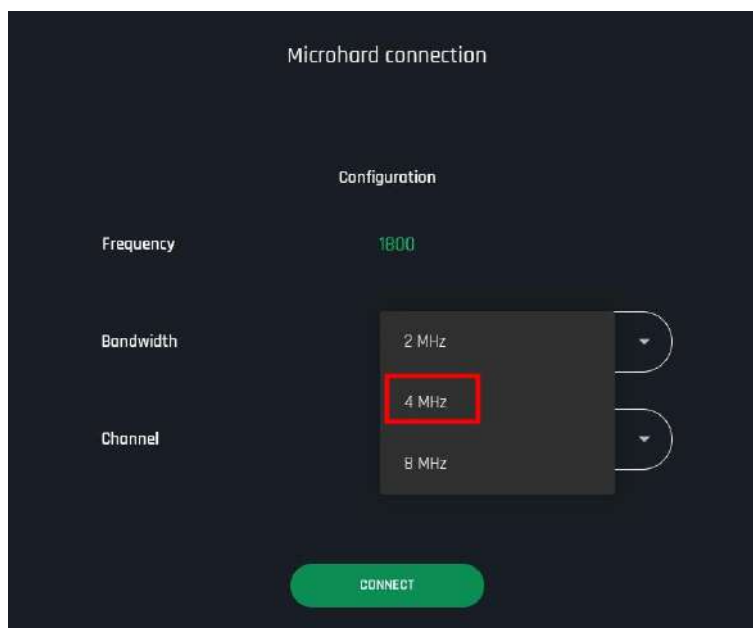 Microhard connection
Configuration
Frequency 1800
Bandwidth 2 MHz
4 MHz
Channel
8 MHz
CONNECT